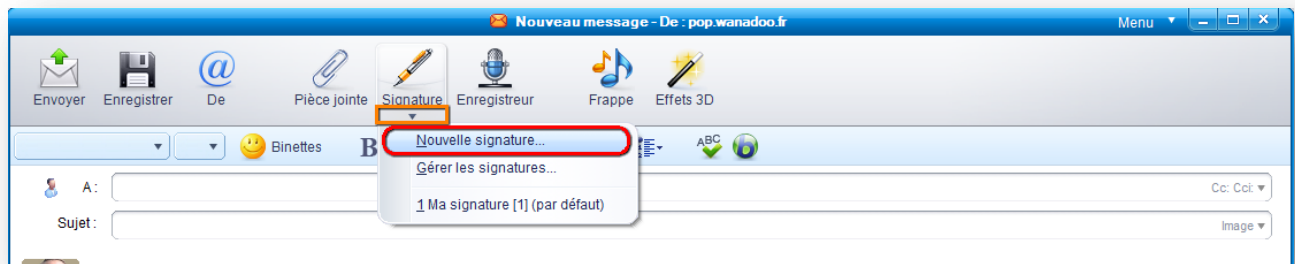 Nouveau message - De : pop.wanadoo.fr
Menu
Envoyer Enregistrer @ De Pièce jointe Signature Enregistreur Frappe Effets 3D
Binettes B ABC b
Nouvelle signature...
Gérer les signatures...
1 Ma signature [1] (par défaut)
A : Cc: Cci:
Sujet : Image